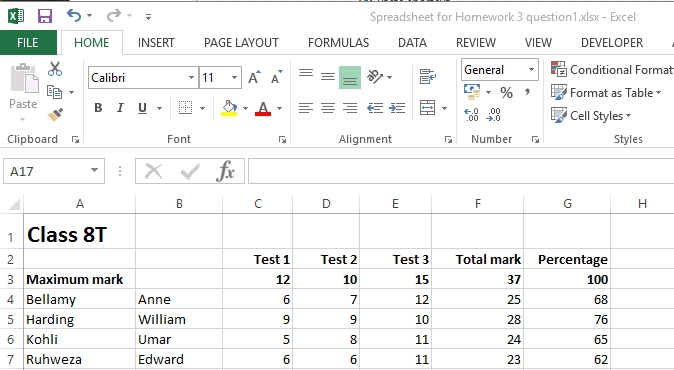 Spreadsheet for Homework 3 question1.xlsx - Excel
FILE HOME INSERT PAGE LAYOUT FORMULAS DATA REVIEW VIEW DEVELOPER
Calibri 11 A A General Conditional Format
Paste B I U A % , Format as Table
.00 .0 Cell Styles
Clipboard Font Alignment Number Styles
A17 fx
A B C D E F G H
1 Class 8T
2 Test 1 Test 2 Test 3 Total mark Percentage
3 Maximum mark 12 10 15 37 100
4 Bellamy Anne 6 7 12 25 68
5 Harding William 9 9 10 28 76
6 Kohli Umar 5 8 11 24 65
7 Ruhweza Edward 6 6 11 23 62